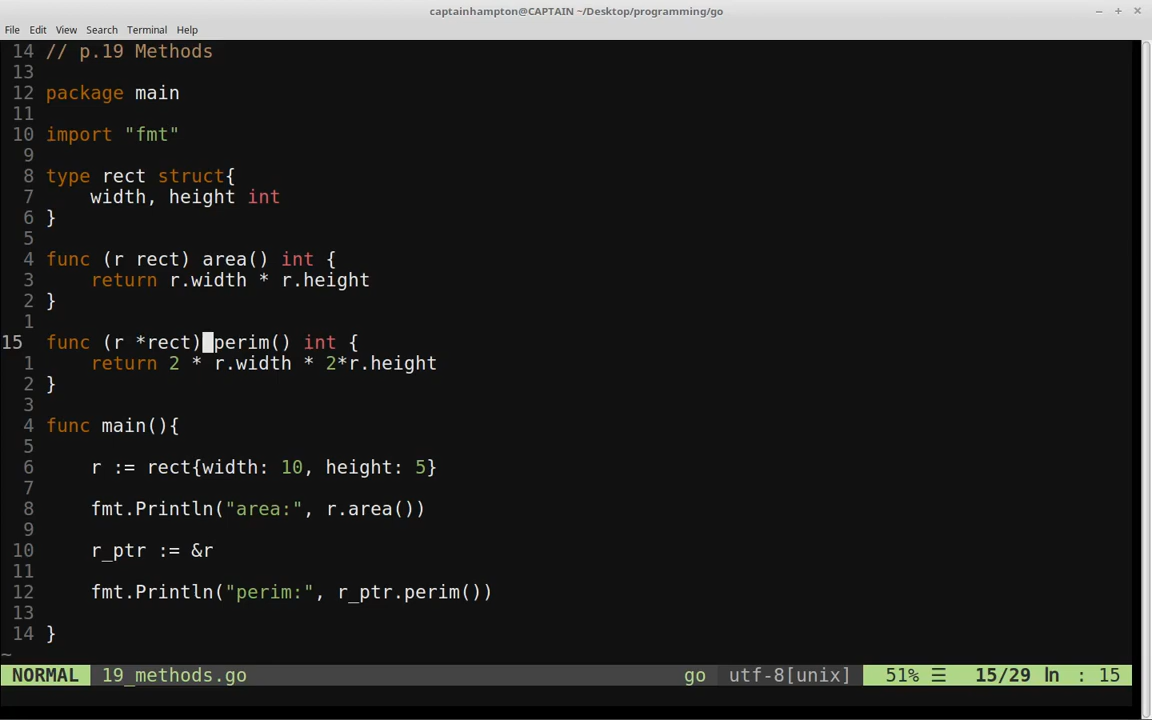 captainhampton@CAPTAIN ~/Desktop/programming/go
File Edit View Search Terminal Help
14 // p.19 Methods
13
12 package main
11
10 import "fmt"
9
8 type rect struct{
7     width, height int
6 }
5
4 func (r rect) area() int {
3     return r.width * r.height
2 }
1
15 func (r *rect) perim() int {
1     return 2 * r.width * 2*r.height
2 }
3
4 func main(){
5
6     r := rect{width: 10, height: 5}
7
8     fmt.Println("area:", r.area())
9
10     r_ptr := &r
11
12     fmt.Println("perim:", r_ptr.perim())
13
14 }
~
NORMAL 19_methods.go go utf-8[unix] 51% ☰ 15/29 ln : 15